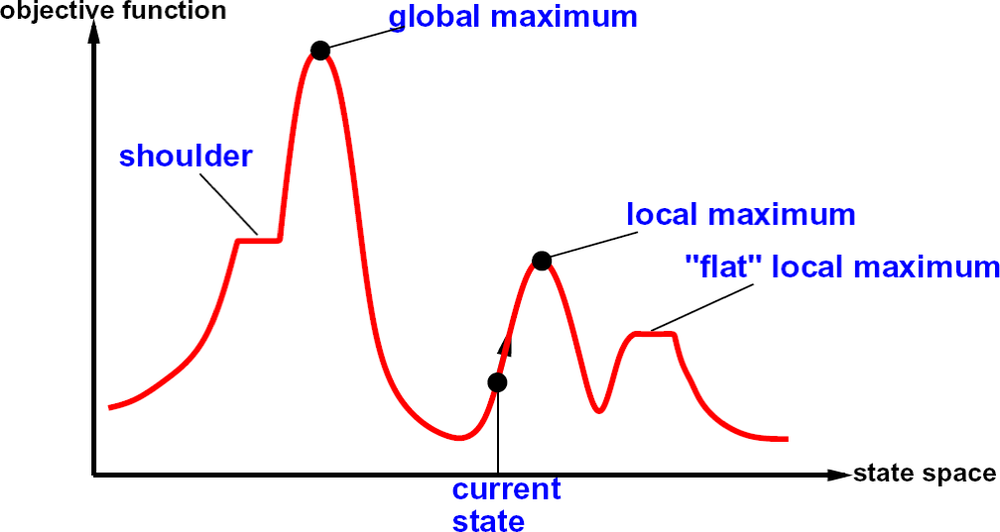 objective function
global maximum
shoulder
local maximum
"flat" local maximum
state space
current
state